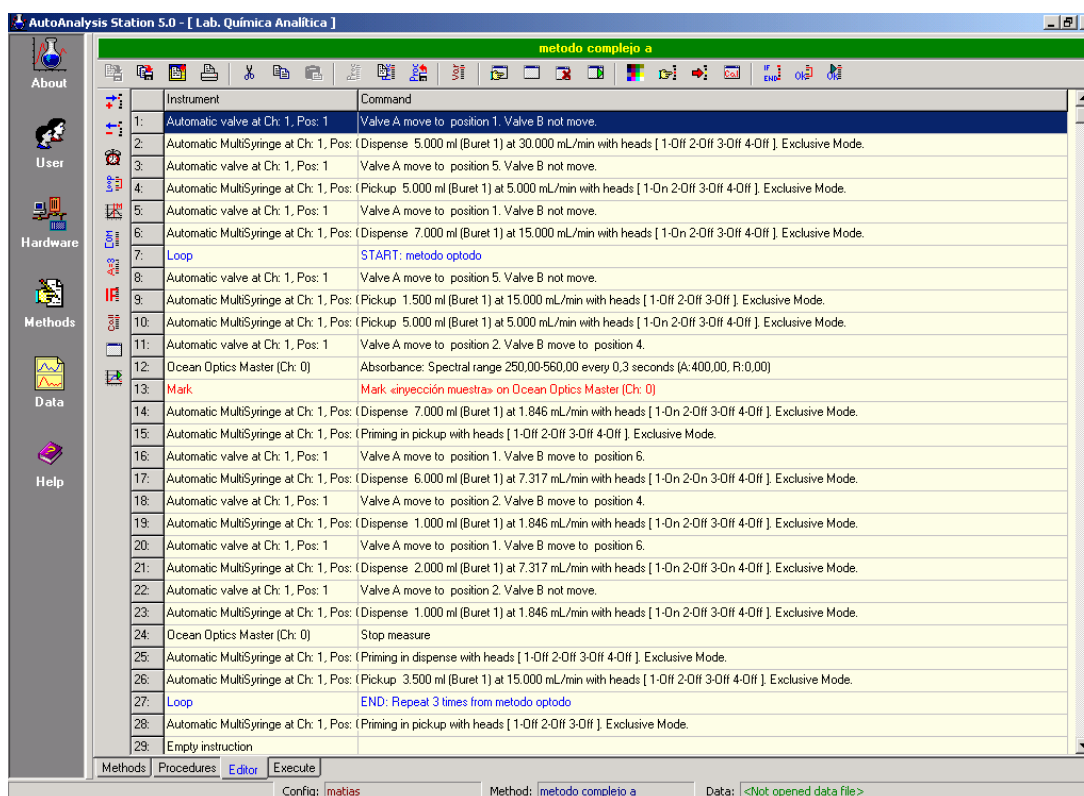 AutoAnalysis Station 5.0 - [ Lab. Química Analítica ]
metodo complejo a
About
User
Hardware
Methods
Data
Help
Instrument Command
1: Automatic valve at Ch: 1, Pos: 1 Valve A move to position 1. Valve B not move.
2: Automatic MultiSyringe at Ch: 1, Pos: ( Dispense 5.000 ml (Buret 1) at 30.000 mL/min with heads [ 1-Off 2-Off 3-Off 4-Off ]. Exclusive Mode.
3: Automatic valve at Ch: 1, Pos: 1 Valve A move to position 5. Valve B not move.
4: Automatic MultiSyringe at Ch: 1, Pos: ( Pickup 5.000 ml (Buret 1) at 5.000 mL/min with heads [ 1-On 2-Off 3-Off 4-Off ]. Exclusive Mode.
5: Automatic valve at Ch: 1, Pos: 1 Valve A move to position 1. Valve B not move.
6: Automatic MultiSyringe at Ch: 1, Pos: ( Dispense 7.000 ml (Buret 1) at 15.000 mL/min with heads [ 1-On 2-Off 3-Off 4-Off ]. Exclusive Mode.
7: Loop START: metodo optodo
8: Automatic valve at Ch: 1, Pos: 1 Valve A move to position 5. Valve B not move.
9: Automatic MultiSyringe at Ch: 1, Pos: ( Pickup 1.500 ml (Buret 1) at 15.000 mL/min with heads [ 1-Off 2-Off 3-Off ]. Exclusive Mode.
10: Automatic MultiSyringe at Ch: 1, Pos: ( Pickup 5.000 ml (Buret 1) at 5.000 mL/min with heads [ 1-On 2-Off 3-Off 4-Off ]. Exclusive Mode.
11: Automatic valve at Ch: 1, Pos: 1 Valve A move to position 2. Valve B move to position 4.
12: Ocean Optics Master (Ch: 0) Absorbance: Spectral range 250,00-560,00 every 0,3 seconds (A:400,00, R:0,00)
13: Mark Mark «inyección muestra» on Ocean Optics Master (Ch: 0)
14: Automatic MultiSyringe at Ch: 1, Pos: ( Dispense 7.000 ml (Buret 1) at 1.846 mL/min with heads [ 1-On 2-Off 3-Off 4-Off ]. Exclusive Mode.
15: Automatic MultiSyringe at Ch: 1, Pos: ( Priming in pickup with heads [ 1-Off 2-Off 3-Off 4-Off ]. Exclusive Mode.
16: Automatic valve at Ch: 1, Pos: 1 Valve A move to position 1. Valve B move to position 6.
17: Automatic MultiSyringe at Ch: 1, Pos: ( Dispense 6.000 ml (Buret 1) at 7.317 mL/min with heads [ 1-Off 2-On 3-Off 4-Off ]. Exclusive Mode.
18: Automatic valve at Ch: 1, Pos: 1 Valve A move to position 2. Valve B move to position 4.
19: Automatic MultiSyringe at Ch: 1, Pos: ( Dispense 1.000 ml (Buret 1) at 1.846 mL/min with heads [ 1-On 2-Off 3-Off 4-Off ]. Exclusive Mode.
20: Automatic valve at Ch: 1, Pos: 1 Valve A move to position 1. Valve B move to position 6.
21: Automatic MultiSyringe at Ch: 1, Pos: ( Dispense 2.000 ml (Buret 1) at 7.317 mL/min with heads [ 1-On 2-Off 3-On 4-Off ]. Exclusive Mode.
22: Automatic valve at Ch: 1, Pos: 1 Valve A move to position 2. Valve B not move.
23: Automatic MultiSyringe at Ch: 1, Pos: ( Dispense 1.000 ml (Buret 1) at 1.846 mL/min with heads [ 1-On 2-Off 3-Off 4-Off ]. Exclusive Mode.
24: Ocean Optics Master (Ch: 0) Stop measure
25: Automatic MultiSyringe at Ch: 1, Pos: ( Priming in dispense with heads [ 1-Off 2-Off 3-Off 4-Off ]. Exclusive Mode.
26: Automatic MultiSyringe at Ch: 1, Pos: ( Pickup 3.500 ml (Buret 1) at 15.000 mL/min with heads [ 1-Off 2-Off 3-Off 4-Off ]. Exclusive Mode.
27: Loop END: Repeat 3 times from metodo optodo
28: Automatic MultiSyringe at Ch: 1, Pos: ( Priming in pickup with heads [ 1-Off 2-Off 3-Off ]. Exclusive Mode.
29: Empty instruction
Methods Procedures Editor Execute
Config: matias Method: metodo complejo a Data: <Not opened data file>